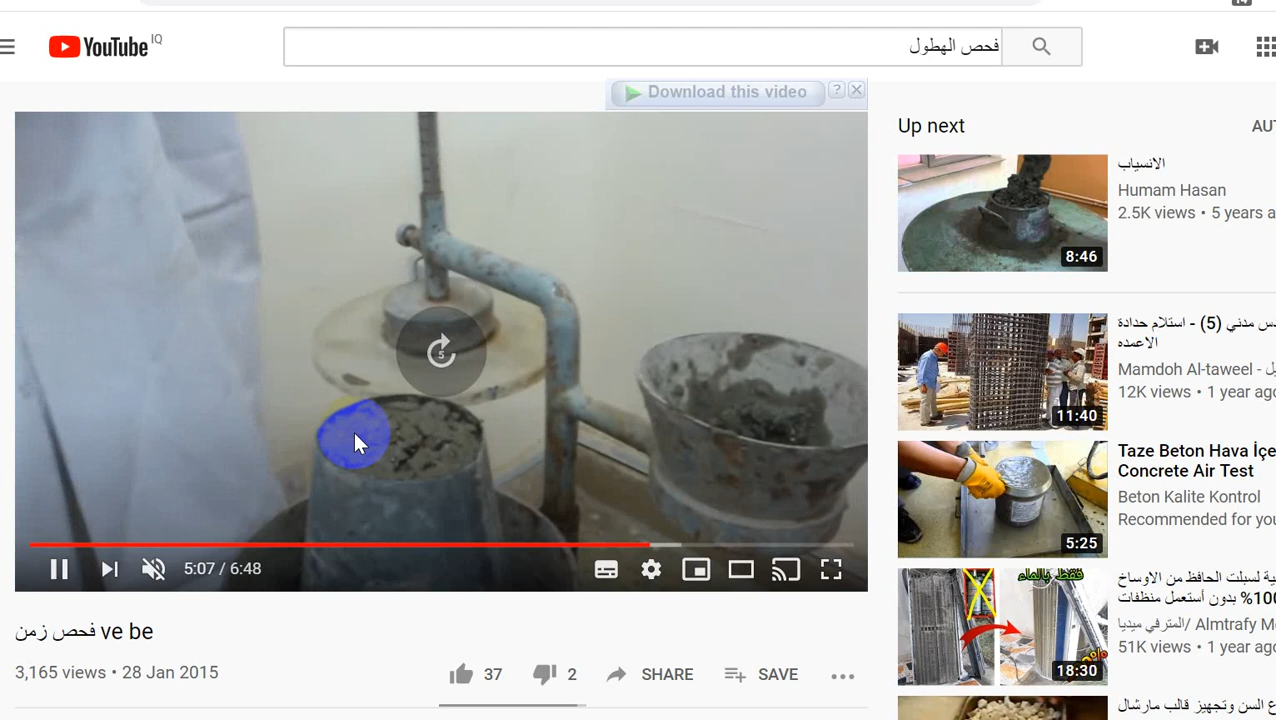 YouTube IQ
فحص الهطول
Download this video
?
Up next
الانسياب
Humam Hasan
2.5K views • 5 years a
8:46
دس مدني (5) - استلام حدادة
الاعمده
Mamdoh Al-taweel -
12K views • 1 year ago
11:40
Taze Beton Hava İçe
Concrete Air Test
Beton Kalite Kontrol
Recommended for you
5:25
فقط بالماء
ية لسبلت الحافظ من الاوساخ
100% بدون أستعمل منظفات
المترفي ميديا/ Almtrafy M
51K views • 1 year ago
18:30
ع السن وتجهيز قالب مارشال
5
5:07 / 6:48
فحص زمن ve be
3,165 views • 28 Jan 2015
37
2
SHARE
SAVE